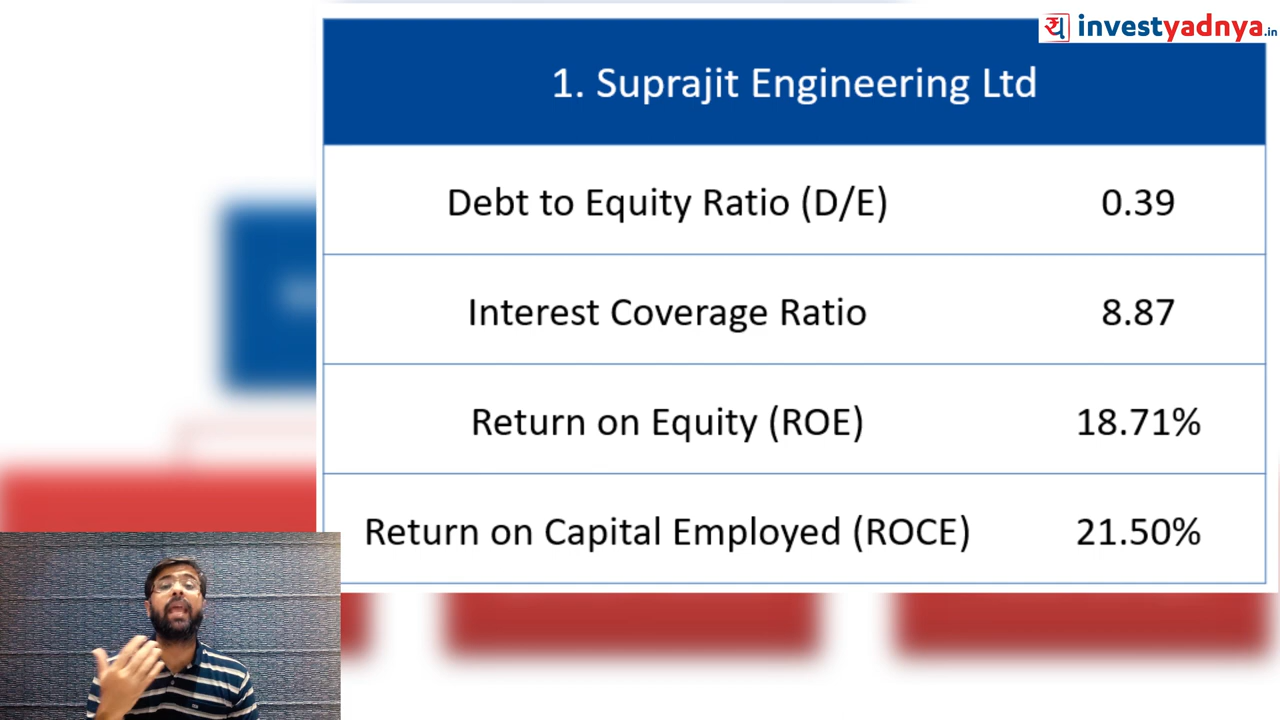 investyadnya.in
1. Suprajit Engineering Ltd
Debt to Equity Ratio (D/E) 0.39
Interest Coverage Ratio 8.87
Return on Equity (ROE) 18.71%
Return on Capital Employed (ROCE) 21.50%